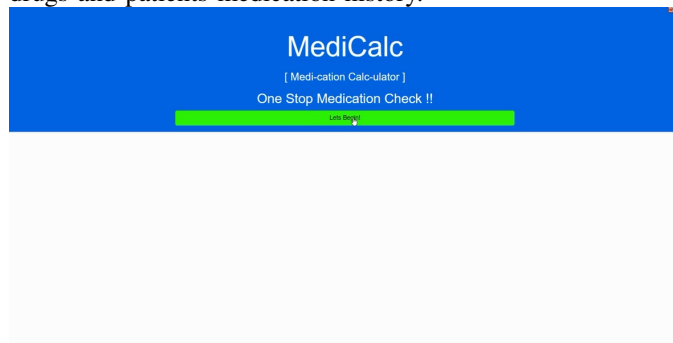 drugs and patients medication history.
MediCalc
[ Medi-cation Calc-ulator ]
One Stop Medication Check !!
Lets Begin!